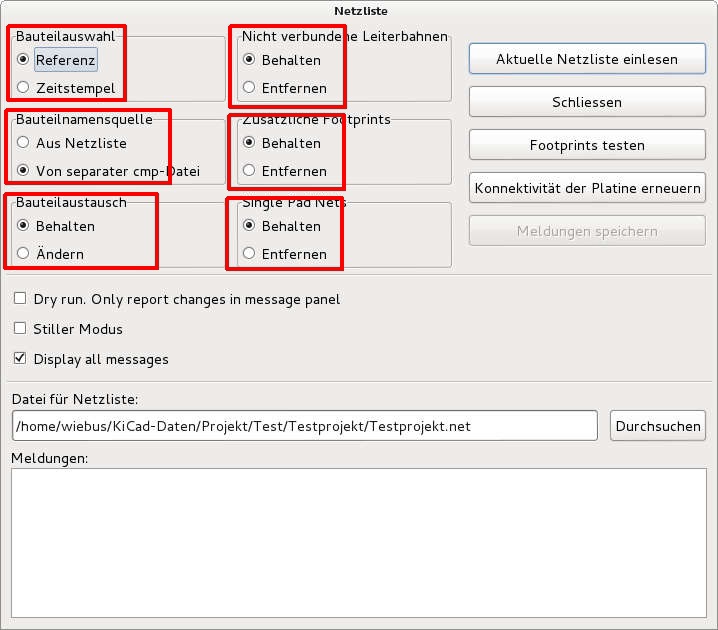 Netzliste
Bauteilauswahl
Referenz
Zeitstempel
Nicht verbundene Leiterbahnen
Behalten
Entfernen
Bauteilnamensquelle
Aus Netzliste
Von separater cmp-Datei
Zusätzliche Footprints
Behalten
Entfernen
Bauteilaustausch
Behalten
Ändern
Single Pad Nets
Behalten
Entfernen
Aktuelle Netzliste einlesen
Schliessen
Footprints testen
Konnektivität der Platine erneuern
Meldungen speichern
Dry run. Only report changes in message panel
Stiller Modus
Display all messages
Datei für Netzliste:
/home/wiebus/KiCad-Daten/Projekt/Test/Testprojekt/Testprojekt.net
Durchsuchen
Meldungen: